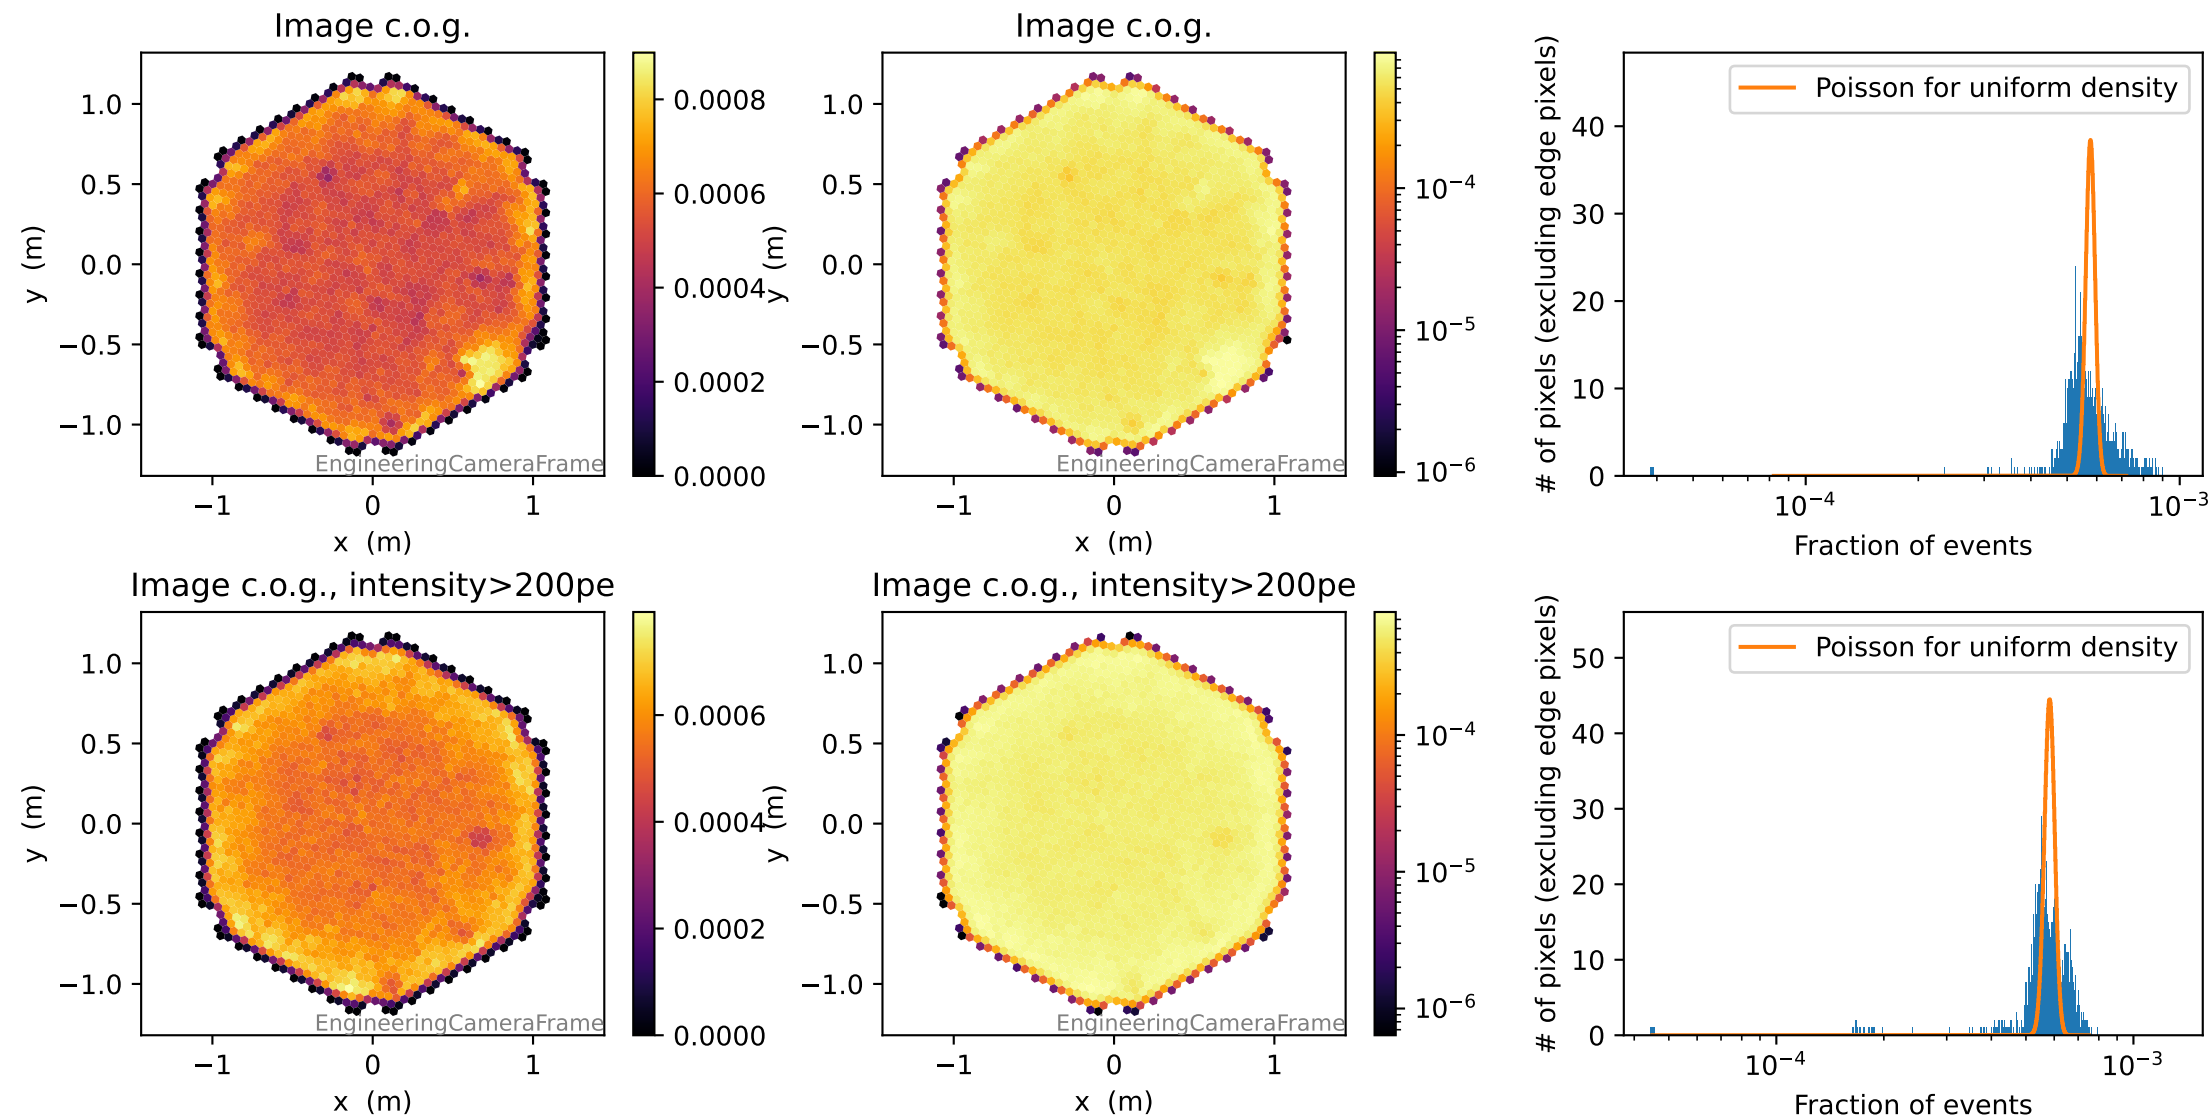 Image c.o.g.
y (m)
1.0
0.5
0.0
−0.5
−1.0
−1
0
1
x (m)
EngineeringCameraFrame
0.0008
0.0006
0.0004
0.0002
0.0000
Image c.o.g.
y (m)
1.0
0.5
0.0
−0.5
−1.0
−1
0
1
x (m)
EngineeringCameraFrame
10⁻⁴
10⁻⁵
10⁻⁶
# of pixels (excluding edge pixels)
40
30
20
10
0
Poisson for uniform density
10⁻⁴
10⁻³
Fraction of events
Image c.o.g., intensity>200pe
y (m)
1.0
0.5
0.0
−0.5
−1.0
−1
0
1
x (m)
EngineeringCameraFrame
0.0006
0.0004
0.0002
0.0000
Image c.o.g., intensity>200pe
y (m)
1.0
0.5
0.0
−0.5
−1.0
−1
0
1
x (m)
EngineeringCameraFrame
10⁻⁴
10⁻⁵
10⁻⁶
# of pixels (excluding edge pixels)
50
40
30
20
10
0
Poisson for uniform density
10⁻⁴
10⁻³
Fraction of events